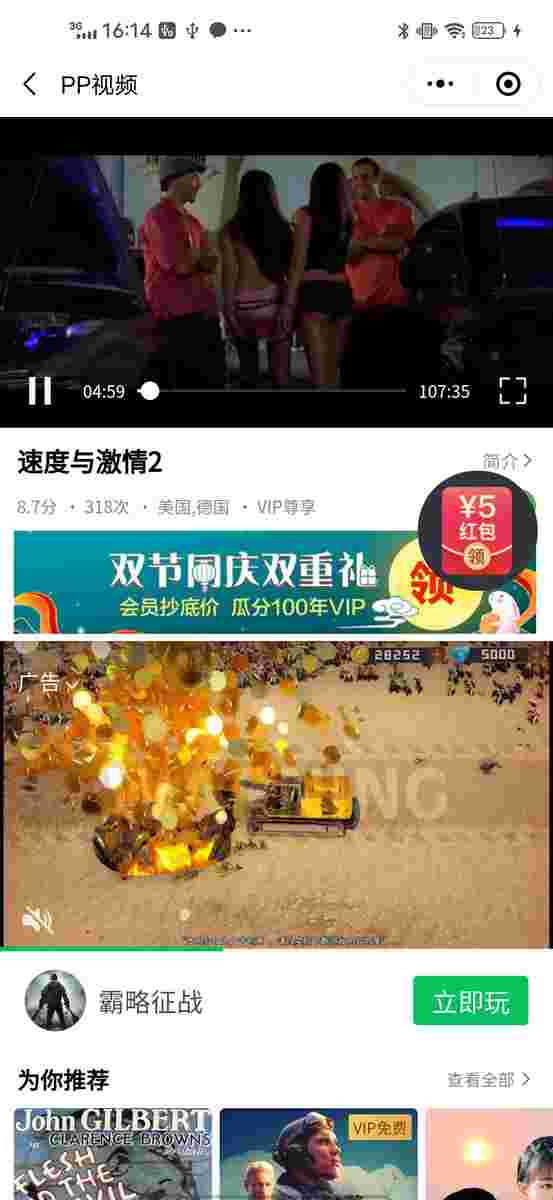 3G 16:14 23
PP视频
04:59 107:35
速度与激情2
简介
8.7分 · 318次 · 美国,德国 · VIP尊享
¥5
红包
领
双节同庆双重礼
会员抄底价 瓜分100年VIP
领
28252 5000
广告
霸略征战
立即玩
为你推荐
查看全部
John GILBERT
CLARENCE BROWN'S
FLESH
VIP免费